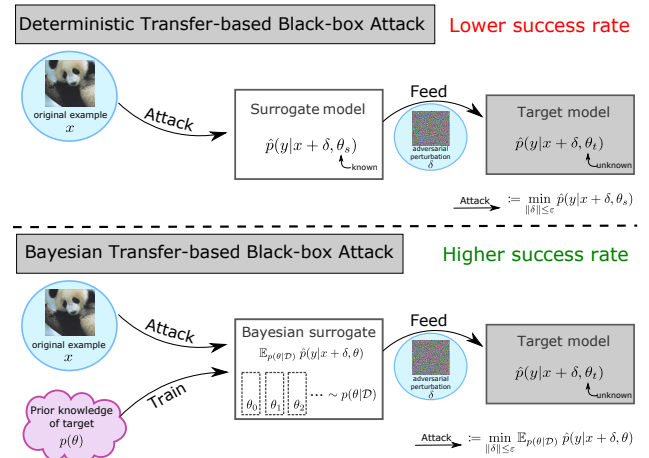 Deterministic Transfer-based Black-box Attack
Lower success rate
original example
x
Attack
Surrogate model
p̂(y|x + δ, θ_s)
known
Feed
adversarial
perturbation
δ
Target model
p̂(y|x + δ, θ_t)
unknown
Attack := min_{‖δ‖≤ε} p̂(y|x + δ, θ_s)
Bayesian Transfer-based Black-box Attack
Higher success rate
original example
x
Attack
Prior knowledge
of target
p(θ)
Train
Bayesian surrogate
𝔼_{p(θ|𝒟)} p̂(y|x + δ, θ)
θ_0 θ_1 θ_2 ··· ∼ p(θ|𝒟)
Feed
adversarial
perturbation
δ
Target model
p̂(y|x + δ, θ_t)
unknown
Attack := min_{‖δ‖≤ε} 𝔼_{p(θ|𝒟)} p̂(y|x + δ, θ)